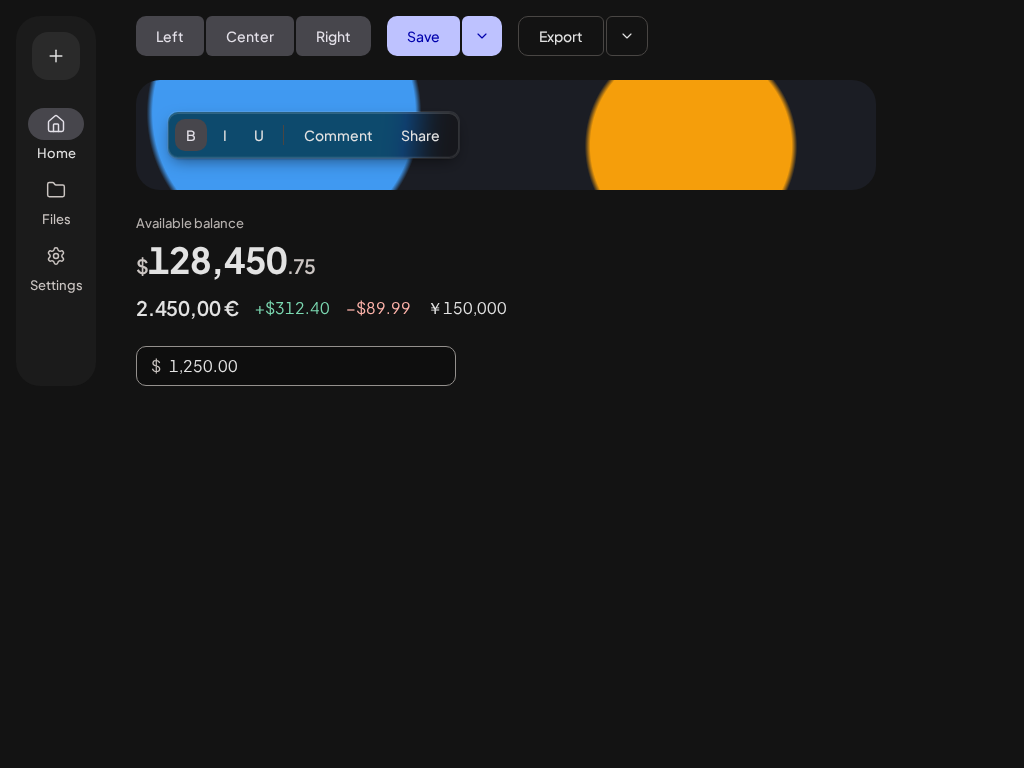 Left Center Right Save Export
B I U Comment Share
Home
Files
Settings
Available balance
$128,450.75
2.450,00 € +$312.40 −$89.99 ¥150,000
$ 1,250.00